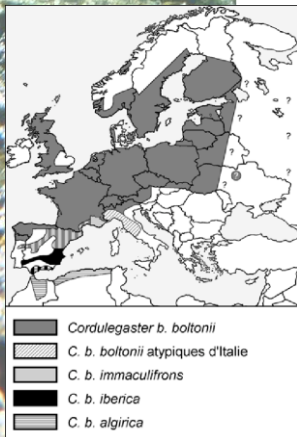 ?
?
?
?
?
?
?
?
Cordulegaster b. boltonii
C. b. boltonii atypiques d'Italie
C. b. immaculifrons
C. b. iberica
C. b. algirica